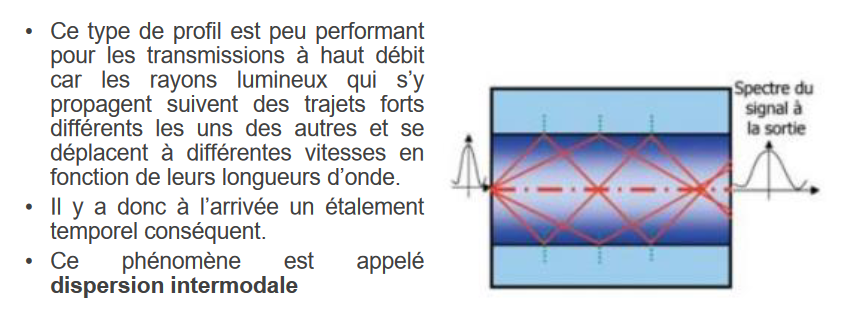 • Ce type de profil est peu performant
pour les transmissions à haut débit
car les rayons lumineux qui s’y
propagent suivent des trajets forts
différents les uns des autres et se
déplacent à différentes vitesses en
fonction de leurs longueurs d’onde.
• Il y a donc à l’arrivée un étalement
temporel conséquent.
• Ce phénomène est appelé
dispersion intermodale
Spectre du
signal à
la sortie